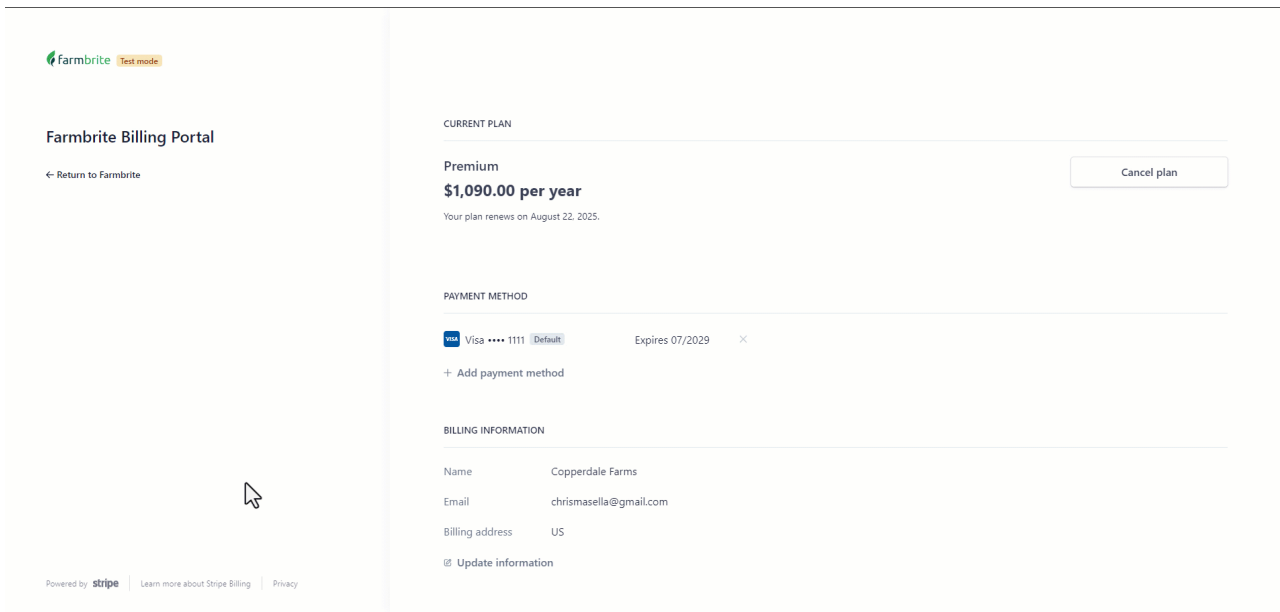 farmbrite Test mode
Farmbrite Billing Portal
← Return to Farmbrite
Powered by stripe Learn more about Stripe Billing Privacy
CURRENT PLAN
Premium
$1,090.00 per year
Your plan renews on August 22, 2025.
Cancel plan
PAYMENT METHOD
VISA Visa •••• 1111 Default Expires 07/2029 ×
+ Add payment method
BILLING INFORMATION
Name Copperdale Farms
Email chrismasella@gmail.com
Billing address US
Update information